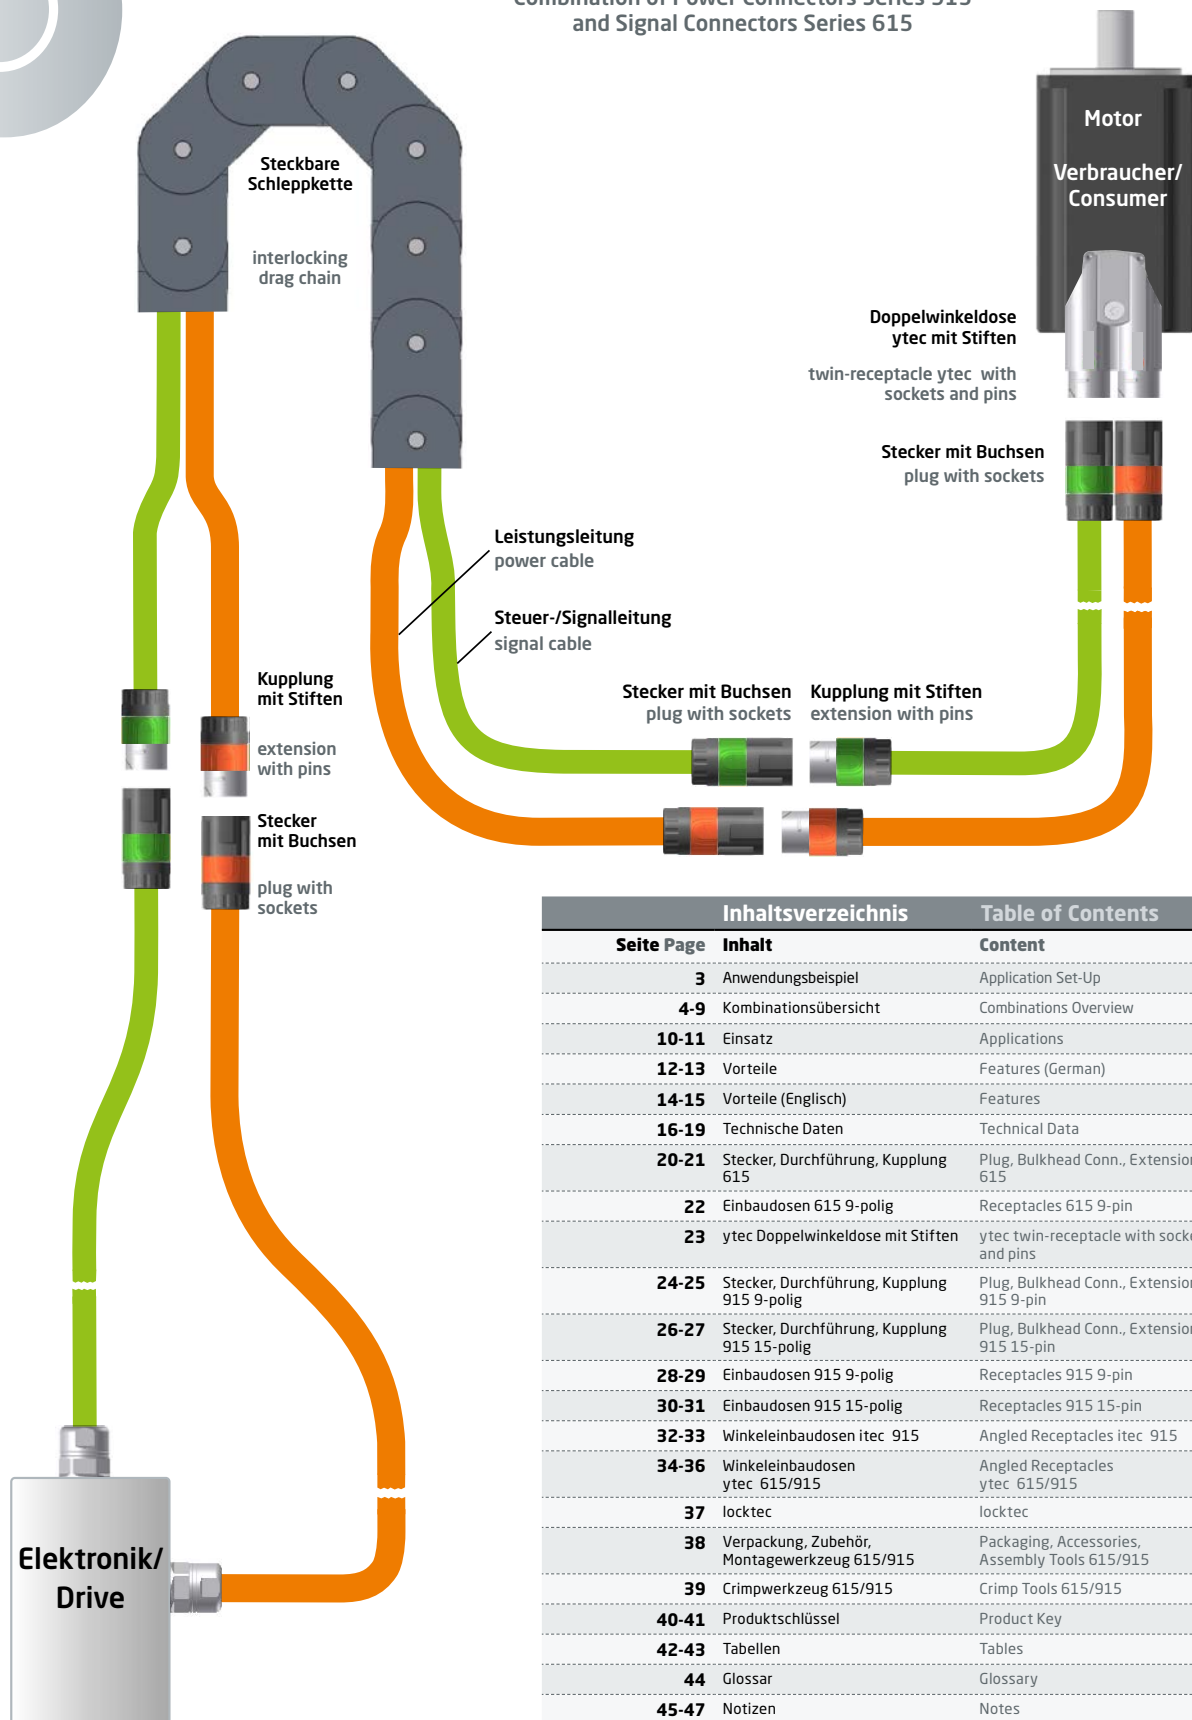 and Signal Connectors Series 615
Motor
Verbraucher/
Consumer
Steckbare
Schleppkette
interlocking
drag chain
Doppelwinkeldose
ytec mit Stiften
twin-receptacle ytec with
sockets and pins
Stecker mit Buchsen
plug with sockets
Leistungsleitung
power cable
Steuer-/Signalleitung
signal cable
Kupplung
mit Stiften
extension
with pins
Stecker
mit Buchsen
plug with
sockets
Stecker mit Buchsen
plug with sockets
Kupplung mit Stiften
extension with pins
Elektronik/
Drive
Inhaltsverzeichnis Table of Contents
Seite Page Inhalt Content
3 Anwendungsbeispiel Application Set-Up
4-9 Kombinationsübersicht Combinations Overview
10-11 Einsatz Applications
12-13 Vorteile Features (German)
14-15 Vorteile (Englisch) Features
16-19 Technische Daten Technical Data
20-21 Stecker, Durchführung, Kupplung Plug, Bulkhead Conn.,
615 615
22 Einbaudosen 615 9-polig Receptacles 615 9-pin
23 ytec Doppelwinkeldose mit Stiften ytec twin-receptacle with
and pins
24-25 Stecker, Durchführung, Kupplung Plug, Bulkhead Conn.,
915 9-polig 915 9-pin
26-27 Stecker, Durchführung, Kupplung Plug, Bulkhead Conn.,
915 15-polig 915 15-pin
28-29 Einbaudosen 915 9-polig Receptacles 915 9-pin
30-31 Einbaudosen 915 15-polig Receptacles 915 15-pin
32-33 Winkeleinbaudosen itec 915 Angled Receptacles itec 915
34-36 Winkeleinbaudosen Angled Receptacles
ytec 615/915 ytec 615/915
37 locktec locktec
38 Verpackung, Zubehör, Packaging, Accessories,
Montagewerkzeug 615/915 Assembly Tools 615/915
39 Crimpwerkzeug 615/915 Crimp Tools 615/915
40-41 Produktschlüssel Product Key
42-43 Tabellen Tables
44 Glossar Glossary
45-47 Notizen Notes